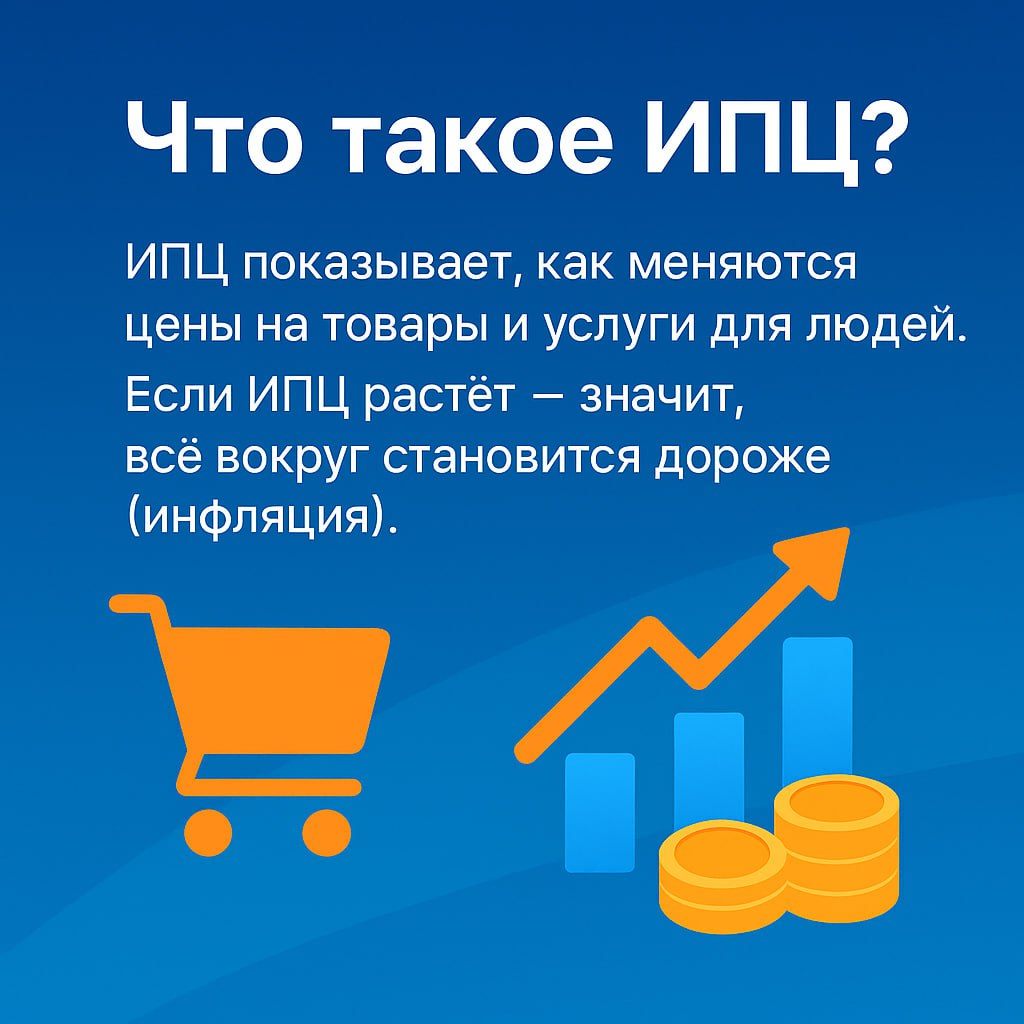 Что такое ИПЦ?
ИПЦ показывает, как меняются
цены на товары и услуги для людей.
Если ИПЦ растёт – значит,
всё вокруг становится дороже
(инфляция).